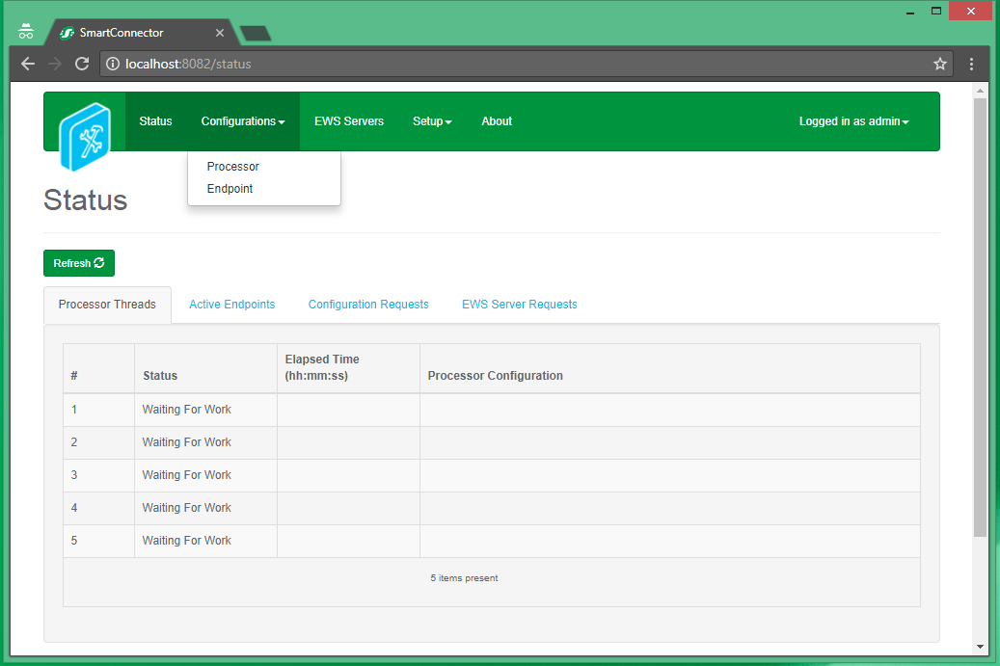 SmartConnector
localhost:8082/status
Status Configurations EWS Servers Setup About Logged in as admin
Processor
Endpoint
Status
Refresh
Processor Threads Active Endpoints Configuration Requests EWS Server Requests
# Status Elapsed Time (hh:mm:ss) Processor Configuration
1 Waiting For Work
2 Waiting For Work
3 Waiting For Work
4 Waiting For Work
5 Waiting For Work
5 items present